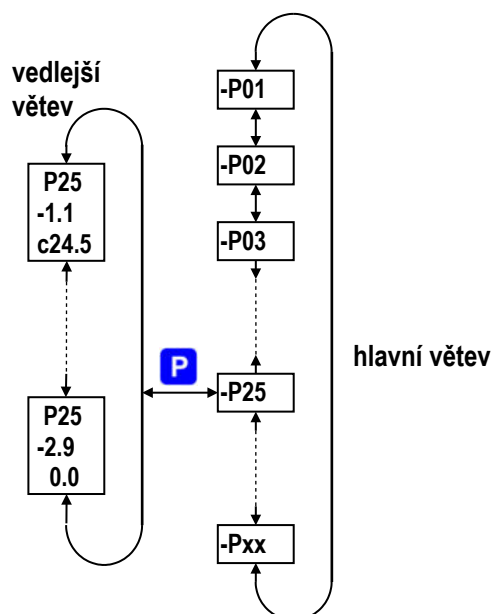 vedlejší
větev
P25
-1.1
c24.5
P25
-2.9
0.0
P
-P01
-P02
-P03
-P25
-Pxx
hlavní větev